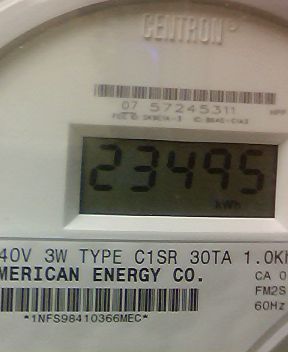 CENTRON®
07 57245311
23495
kWh
40V 3W TYPE C1SR 30TA 1.0Kh
MERICAN ENERGY CO.
CA 0
FM2S
60Hz
*1NFS98410366MEC*